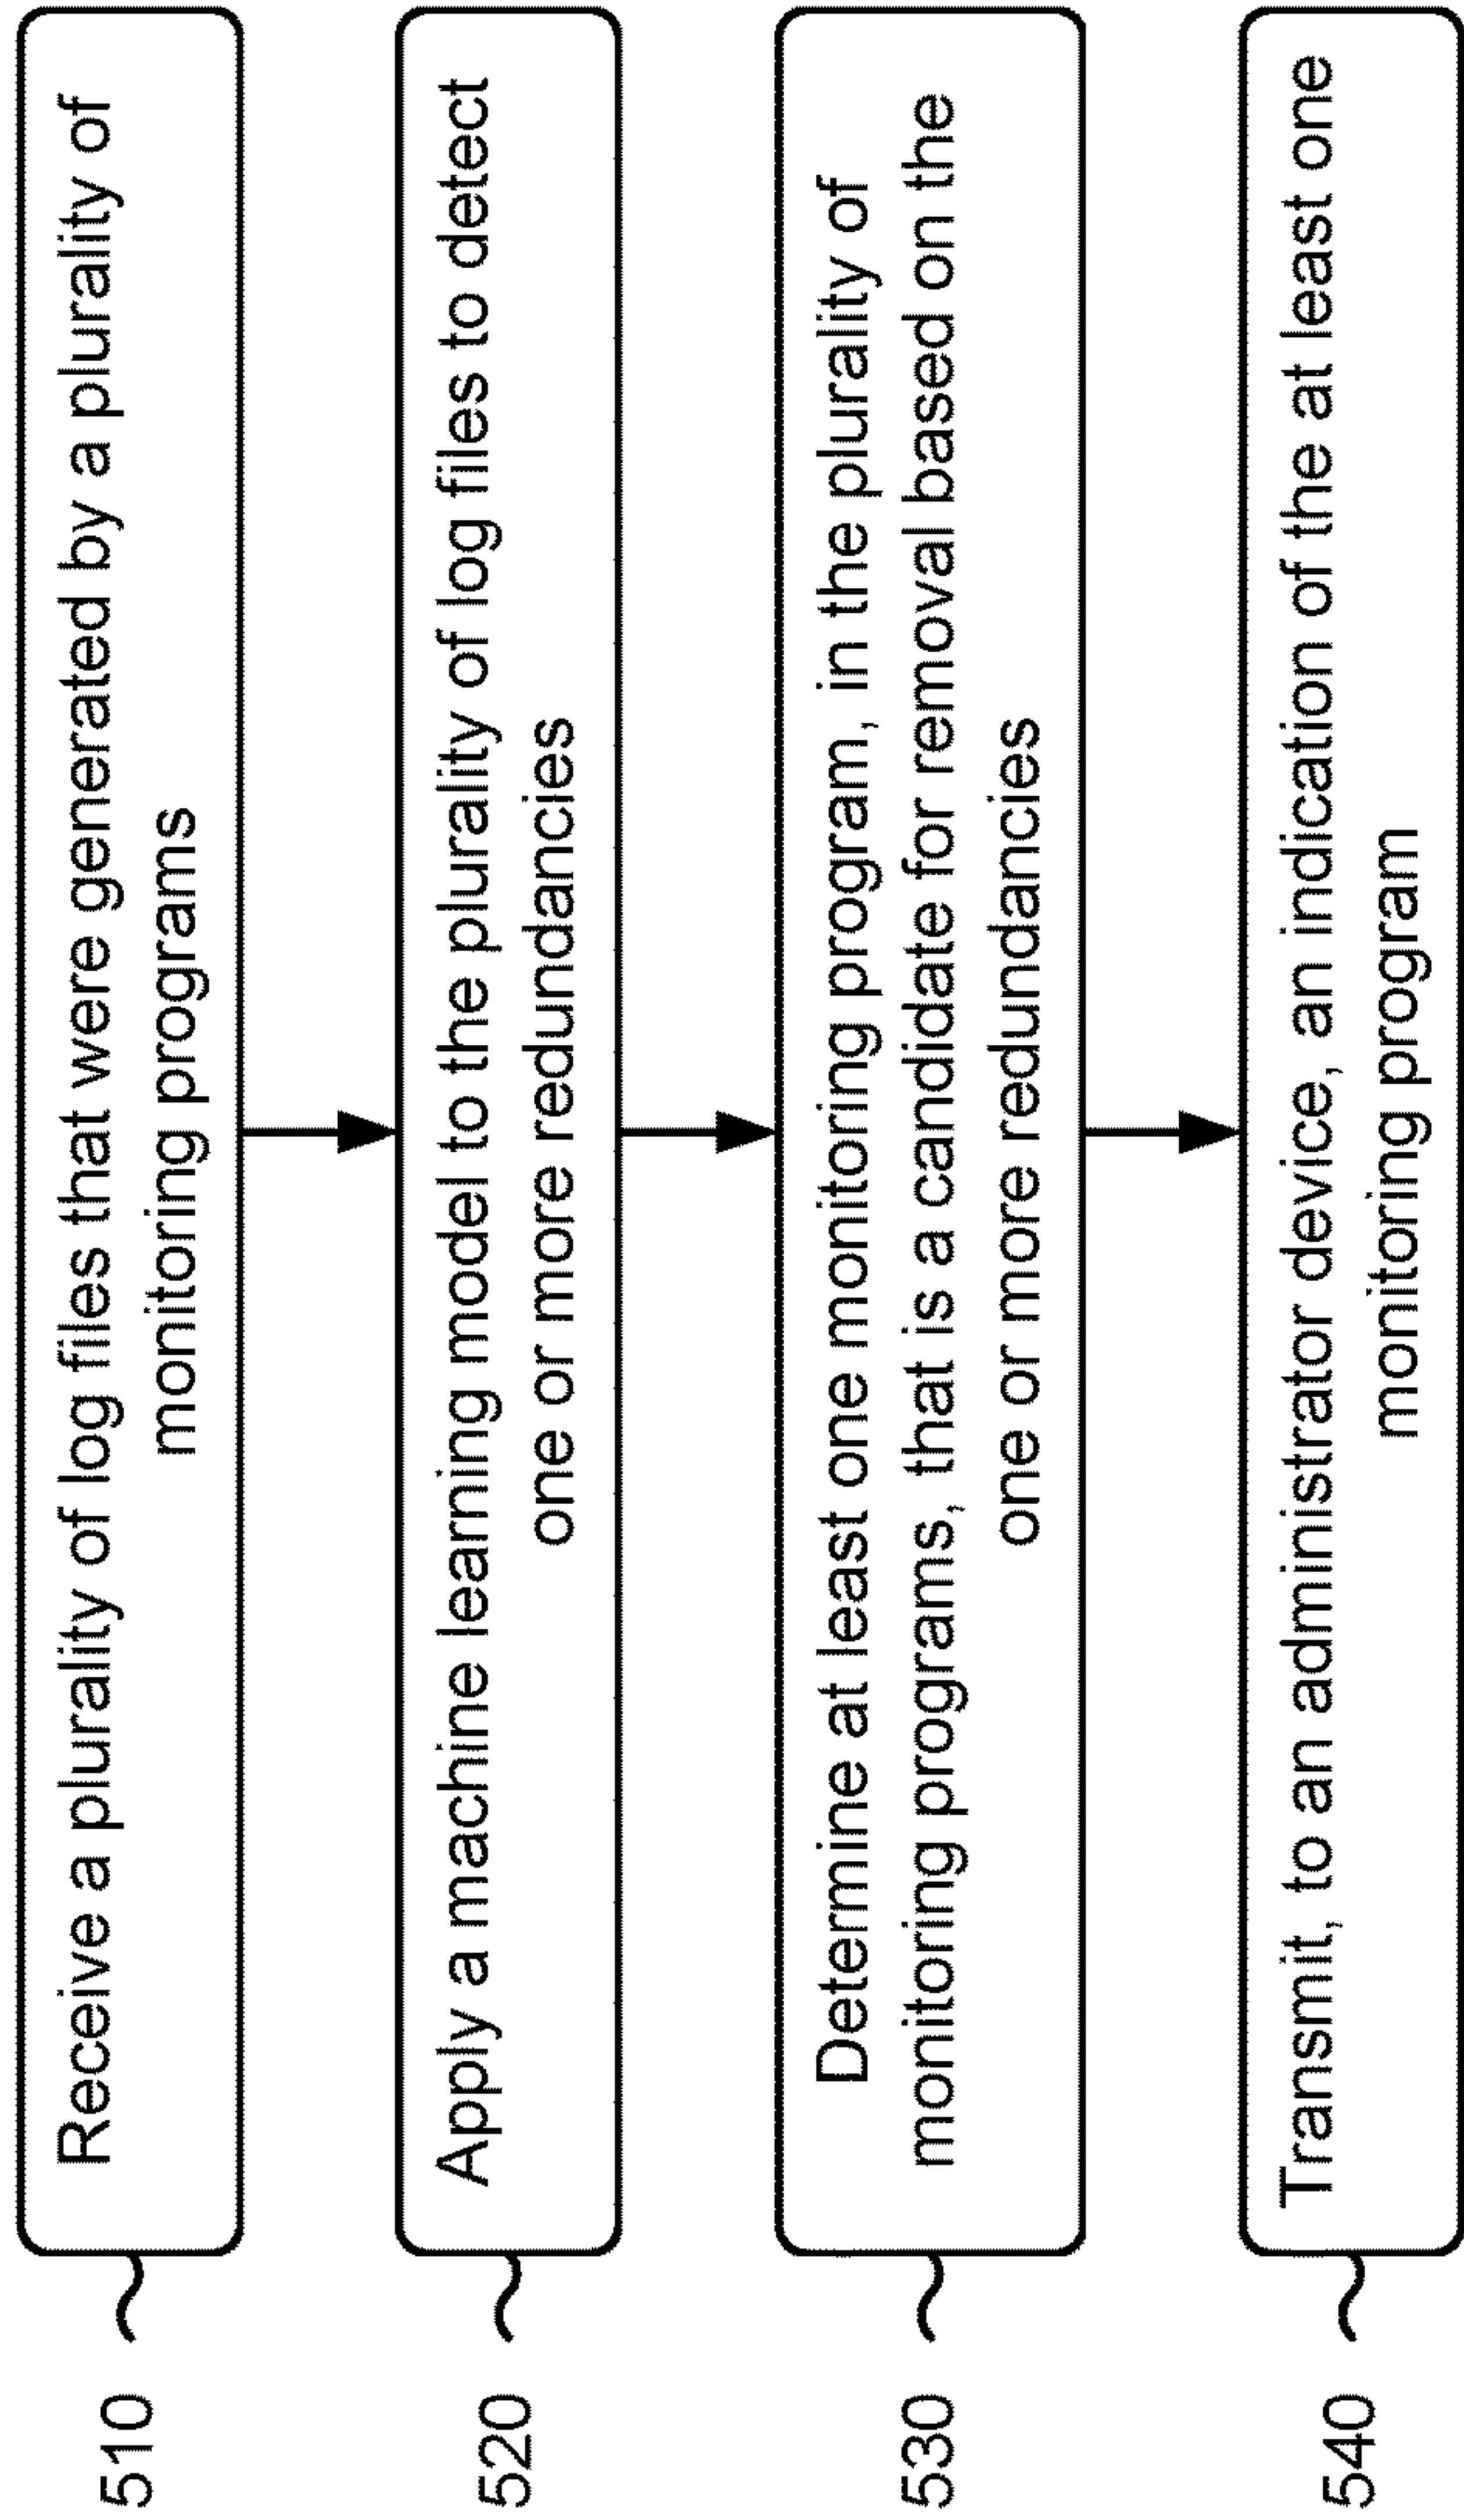 510
Receive a plurality of log files that were generated by a plurality of
monitoring programs
520
Apply a machine learning model to the plurality of log files to detect
one or more redundancies
530
Determine at least one monitoring program, in the plurality of
monitoring programs, that is a candidate for removal based on the
one or more redundancies
540
Transmit, to an administrator device, an indication of the at least one
monitoring program